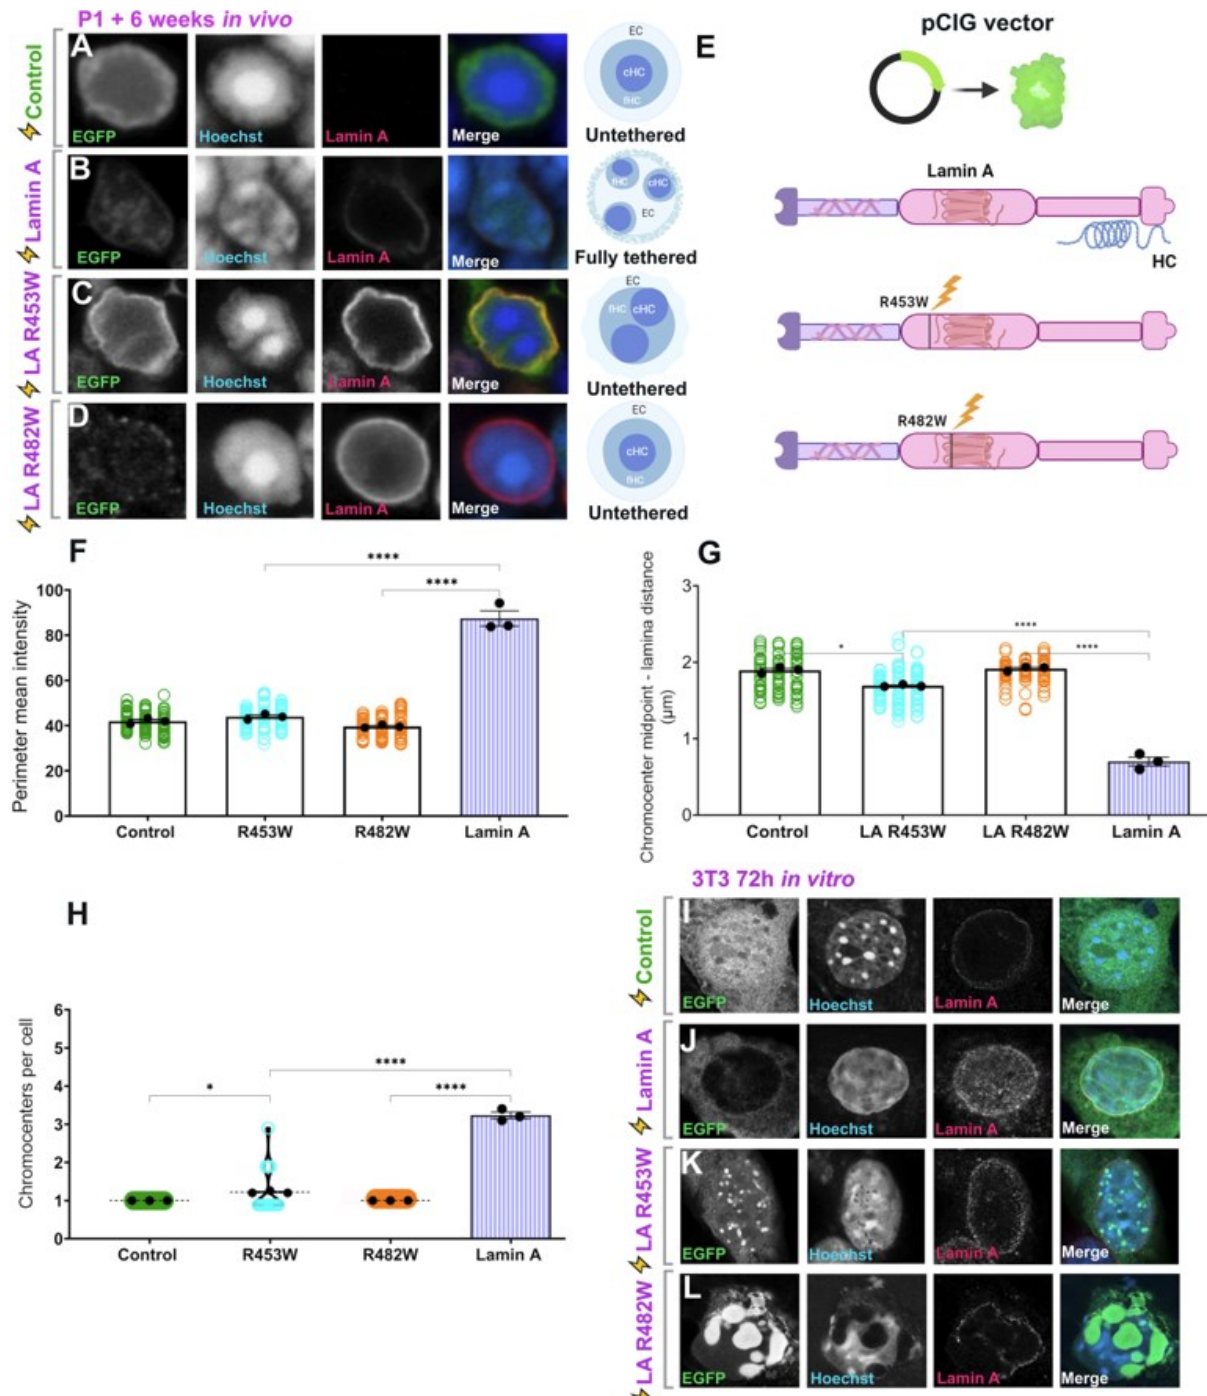 P1 + 6 weeks in vivo
A
Control
EGFP
Hoechst
Lamin A
Merge
EC
cHC
fHC
Untethered
B
Lamin A
EGFP
Hoechst
Lamin A
Merge
fHC
cHC
EC
Fully tethered
C
LA R453W
EGFP
Hoechst
Lamin A
Merge
EC
fHC
cHC
Untethered
D
LA R482W
EGFP
Hoechst
Lamin A
Merge
EC
cHC
fHC
Untethered
E
pCIG vector
Lamin A
HC
R453W
R482W
F
Perimeter mean intensity
100
80
60
40
20
0
****
****
Control
R453W
R482W
Lamin A
G
Chromocenter midpoint - lamina distance
(µm)
3
2
1
0
*
****
****
Control
LA R453W
LA R482W
Lamin A
H
Chromocenters per cell
6
5
4
3
2
1
0
*
****
****
Control
R453W
R482W
Lamin A
3T3 72h in vitro
I
Control
EGFP
Hoechst
Lamin A
Merge
J
Lamin A
EGFP
Hoechst
Lamin A
Merge
K
LA R453W
EGFP
Hoechst
Lamin A
Merge
L
LA R482W
EGFP
Hoechst
Lamin A
Merge